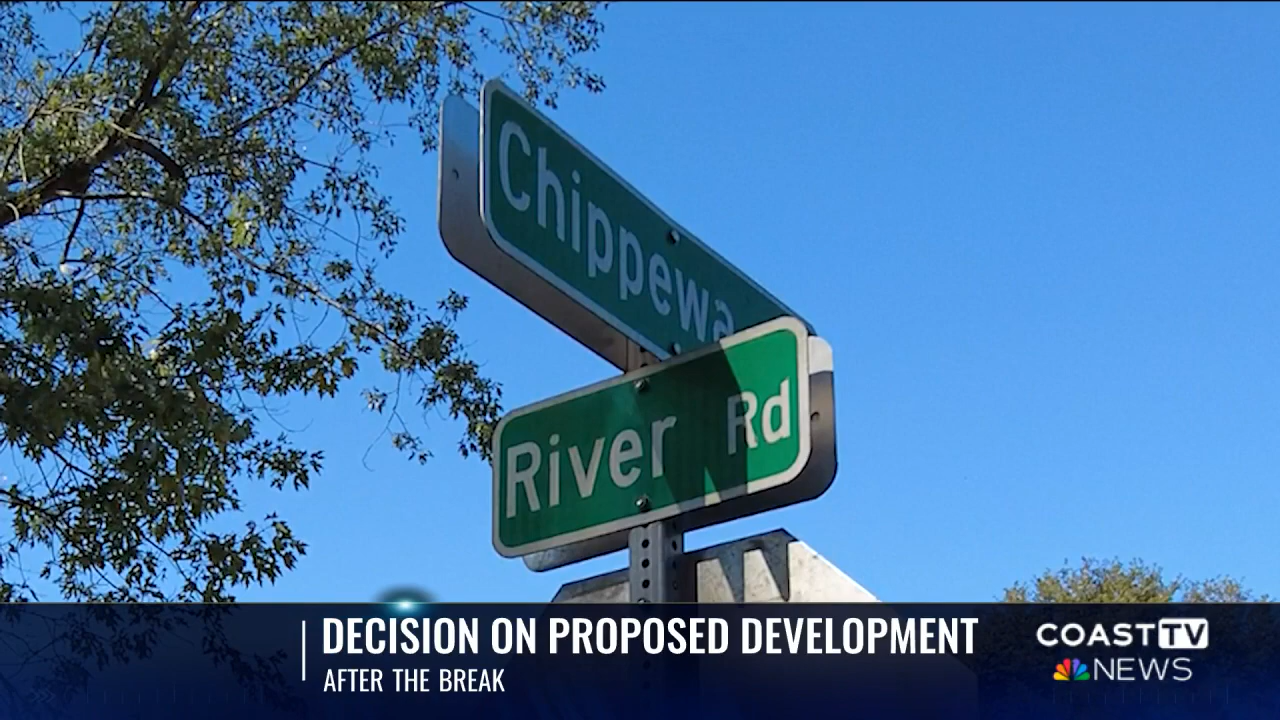 Chippewa
River Rd
DECISION ON PROPOSED DEVELOPMENT
AFTER THE BREAK
COAST TV
NEWS